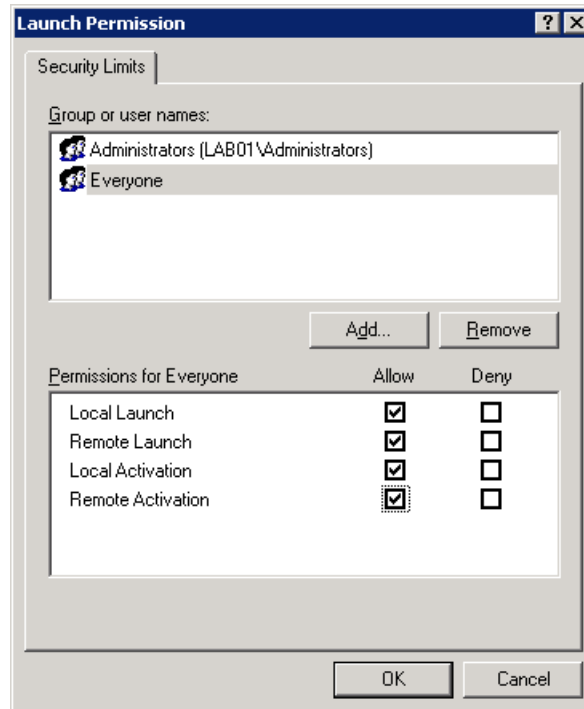 Launch Permission
Security Limits
Group or user names:
Administrators (LAB01\Administrators)
Everyone
Add... Remove
Permissions for Everyone Allow Deny
Local Launch
Remote Launch
Local Activation
Remote Activation
OK Cancel